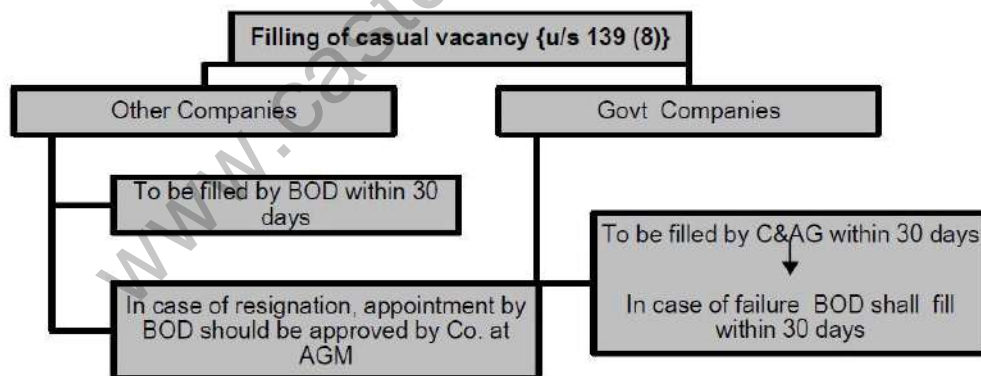 Filling of casual vacancy {u/s 139 (8)}
Other Companies
Govt Companies
To be filled by BOD within 30
days
In case of resignation, appointment by
BOD should be approved by Co. at
AGM
To be filled by C&AG within 30 days
In case of failure BOD shall fill
within 30 days
www.caste